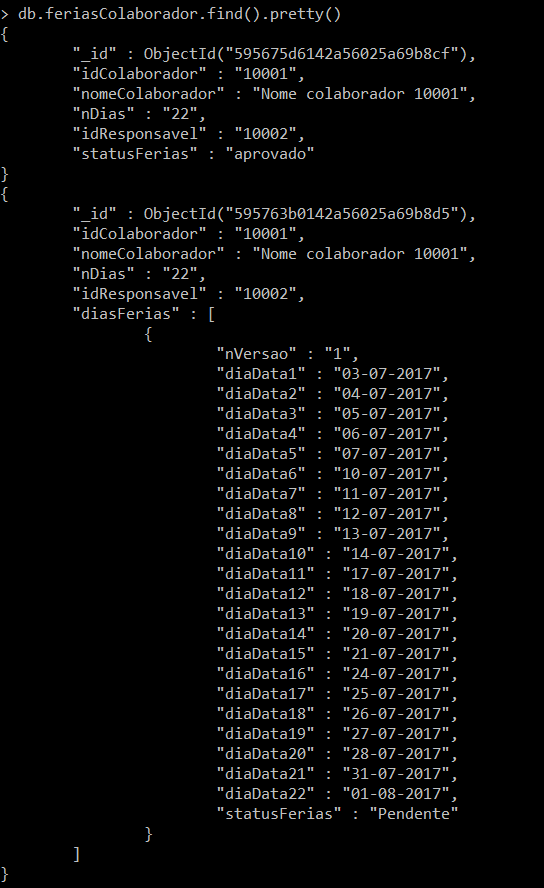 > db.feriasColaborador.find().pretty()
{
"_id" : ObjectId("595675d6142a56025a69b8cf"),
"idColaborador" : "10001",
"nomeColaborador" : "Nome colaborador 10001",
"nDias" : "22",
"idResponsavel" : "10002",
"statusFerias" : "aprovado"
}
{
"_id" : ObjectId("595763b0142a56025a69b8d5"),
"idColaborador" : "10001",
"nomeColaborador" : "Nome colaborador 10001",
"nDias" : "22",
"idResponsavel" : "10002",
"diasFerias" : [
{
"nVersao" : "1",
"diaData1" : "03-07-2017",
"diaData2" : "04-07-2017",
"diaData3" : "05-07-2017",
"diaData4" : "06-07-2017",
"diaData5" : "07-07-2017",
"diaData6" : "10-07-2017",
"diaData7" : "11-07-2017",
"diaData8" : "12-07-2017",
"diaData9" : "13-07-2017",
"diaData10" : "14-07-2017",
"diaData11" : "17-07-2017",
"diaData12" : "18-07-2017",
"diaData13" : "19-07-2017",
"diaData14" : "20-07-2017",
"diaData15" : "21-07-2017",
"diaData16" : "24-07-2017",
"diaData17" : "25-07-2017",
"diaData18" : "26-07-2017",
"diaData19" : "27-07-2017",
"diaData20" : "28-07-2017",
"diaData21" : "31-07-2017",
"diaData22" : "01-08-2017",
"statusFerias" : "Pendente"
}
]
}